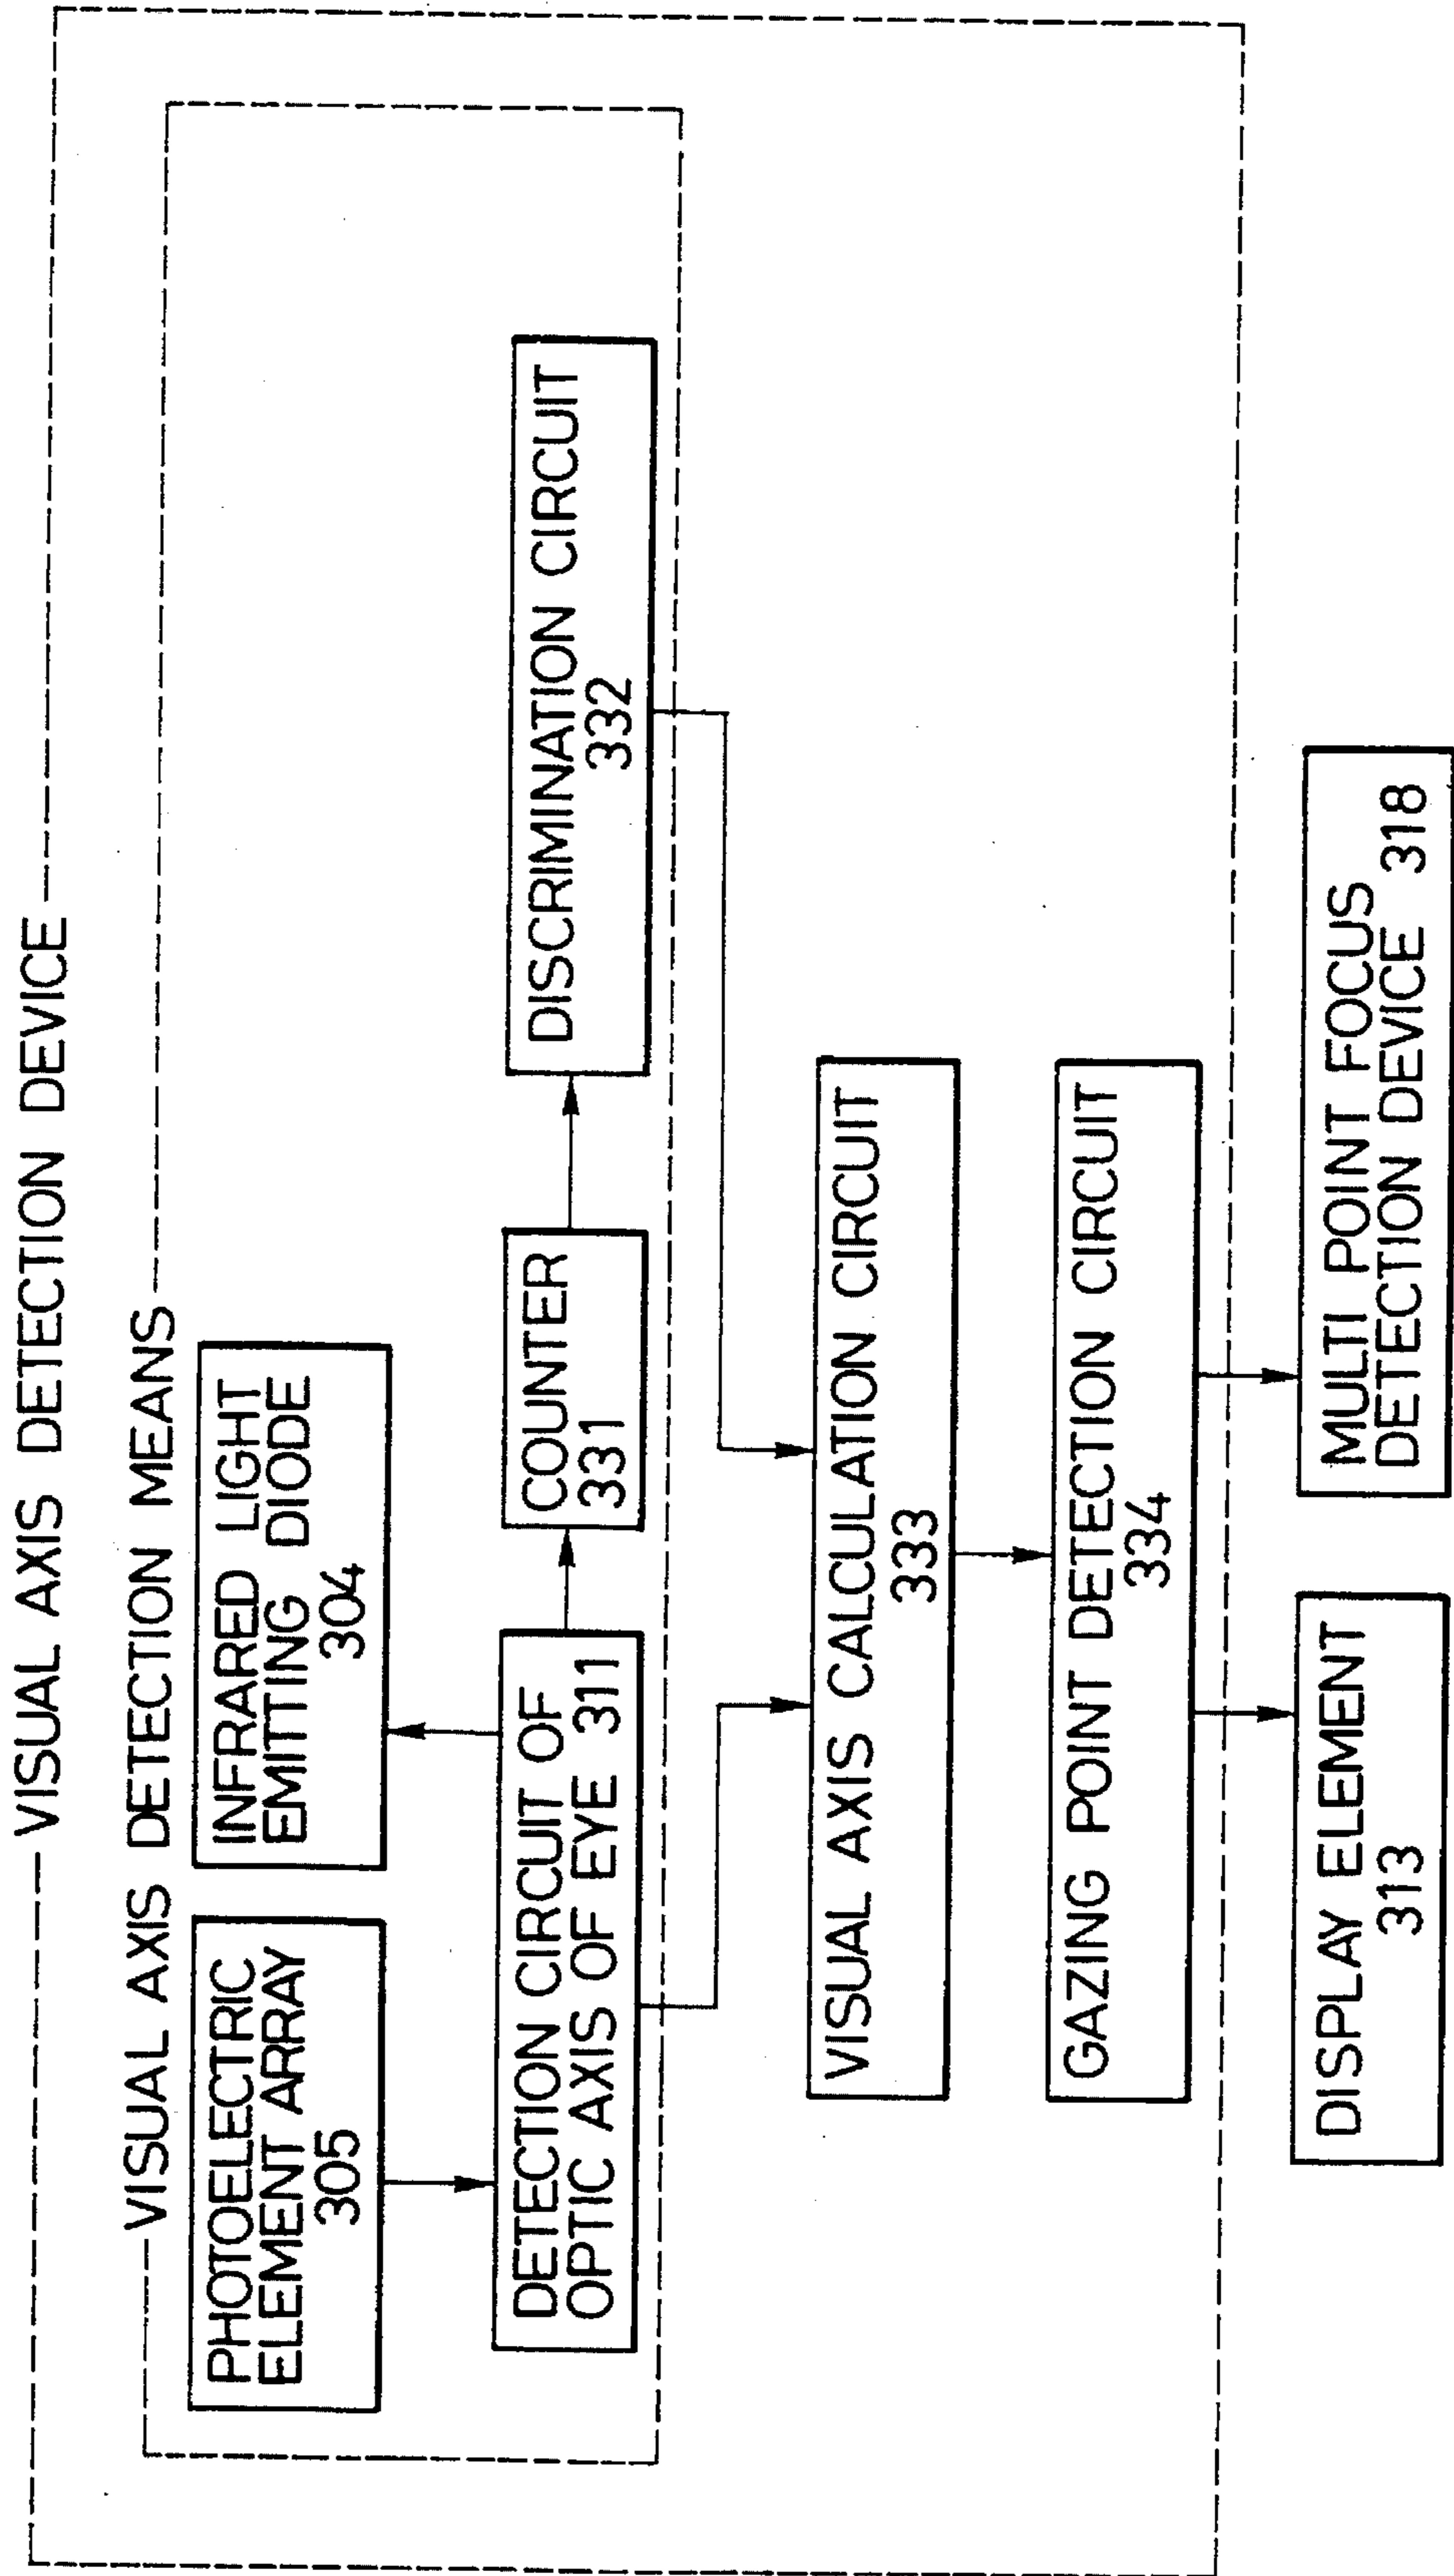 VISUAL AXIS DETECTION DEVICE
VISUAL AXIS DETECTION MEANS
PHOTOELECTRIC
ELEMENT ARRAY
305
INFRARED LIGHT
EMITTING DIODE
304
DETECTION CIRCUIT OF
OPTIC AXIS OF EYE 311
COUNTER
331
DISCRIMINATION CIRCUIT
332
VISUAL AXIS CALCULATION CIRCUIT
333
GAZING POINT DETECTION CIRCUIT
334
DISPLAY ELEMENT
313
MULTI POINT FOCUS
DETECTION DEVICE 318